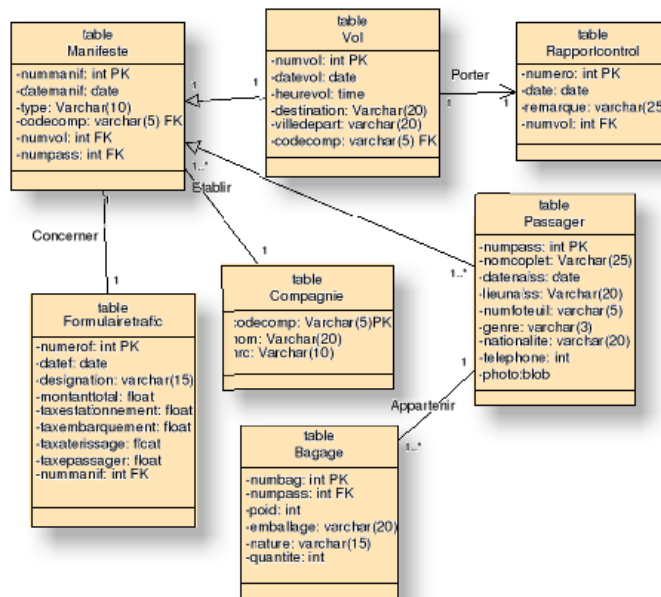 table
Manifeste
-nummanif: int PK
-datemanif: date
-type: Varchar(10)
-codecomp: varchar(5) FK
-numvol: int FK
-numpass: int FK
table
Vol
-numvol: int PK
-datevol: date
-heurevol: time
-destination: Varchar(20)
-villedepart: varchar(20)
-codecomp: varchar(5) FK
table
Rapportcontrol
-numero: int PK
-date: date
-remarque: varchar(25
-numvol: int FK
1
1
Porter
1
1
1..*
Etablir
1
Concerner
1
1
1..*
table
Passager
-numpass: int PK
-nomcoplet: Varchar(25)
-datenaiss: date
-lieunaiss: Varchar(20)
-numfoteuil: varchar(5)
-genre: varchar(3)
-nationalite: varchar(20)
-telephone: int
-photo:blob
table
Compagnie
codecomp: Varchar(5)PK
nom: Varchar(20)
nrc: Varchar(10)
table
Formulairetrafic
-numerof: int PK
-datef: date
-designation: varchar(15)
-montanttotal: float
-taxestationnement: float
-taxembarquement: float
-taxaterissage: float
-taxepassager: float
-nummanif: int FK
1
Appartenir
1..*
table
Bagage
-numbag: int PK
-numpass: int FK
-poid: int
-emballage: varchar(20)
-nature: varchar(15)
-quantite: int